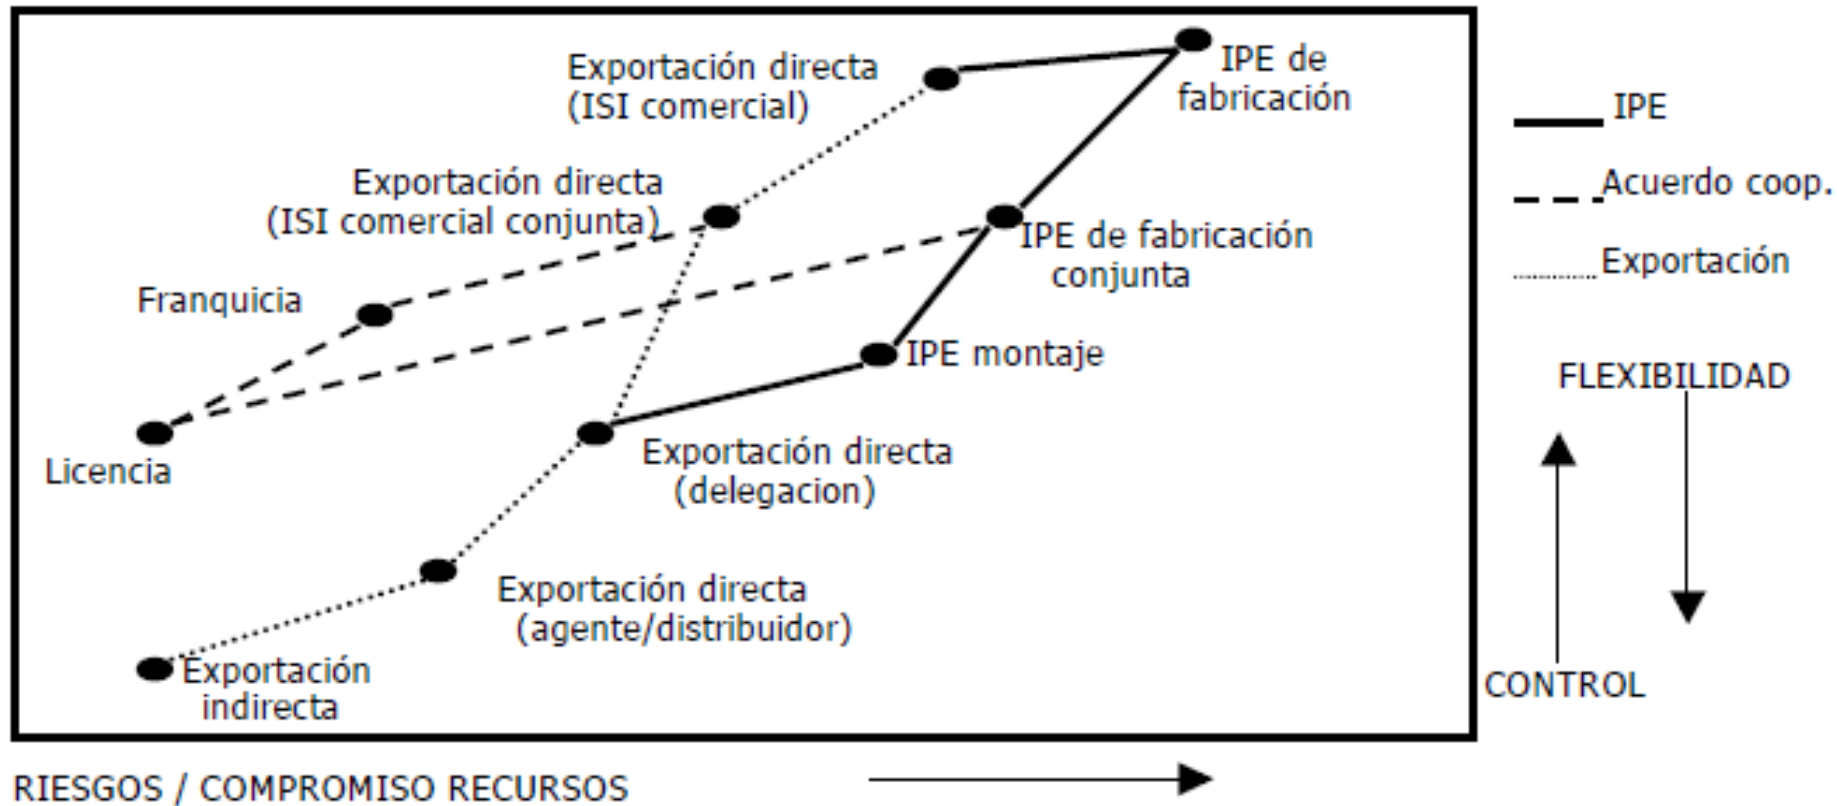 Exportación directa
(ISI comercial)
IPE de
fabricación
IPE
Exportación directa
(ISI comercial conjunta)
Acuerdo coop.
IPE de fabricación
conjunta
Exportación
Franquicia
IPE montaje
FLEXIBILIDAD
Licencia
Exportación directa
(delegacion)
Exportación directa
(agente/distribuidor)
Exportación
indirecta
CONTROL
RIESGOS / COMPROMISO RECURSOS